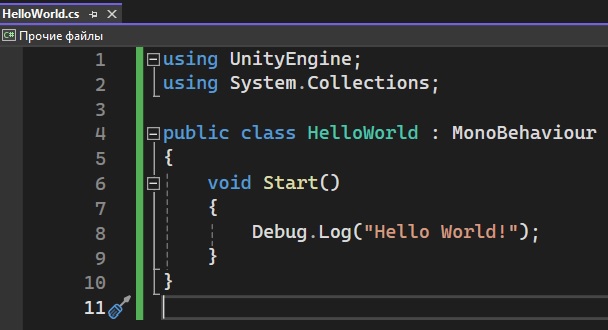 HelloWorld.cs
C# Прочие файлы
1 using UnityEngine;
2 using System.Collections;
3
4 public class HelloWorld : MonoBehaviour
5 {
6     void Start()
7     {
8         Debug.Log("Hello World!");
9     }
10 }
11